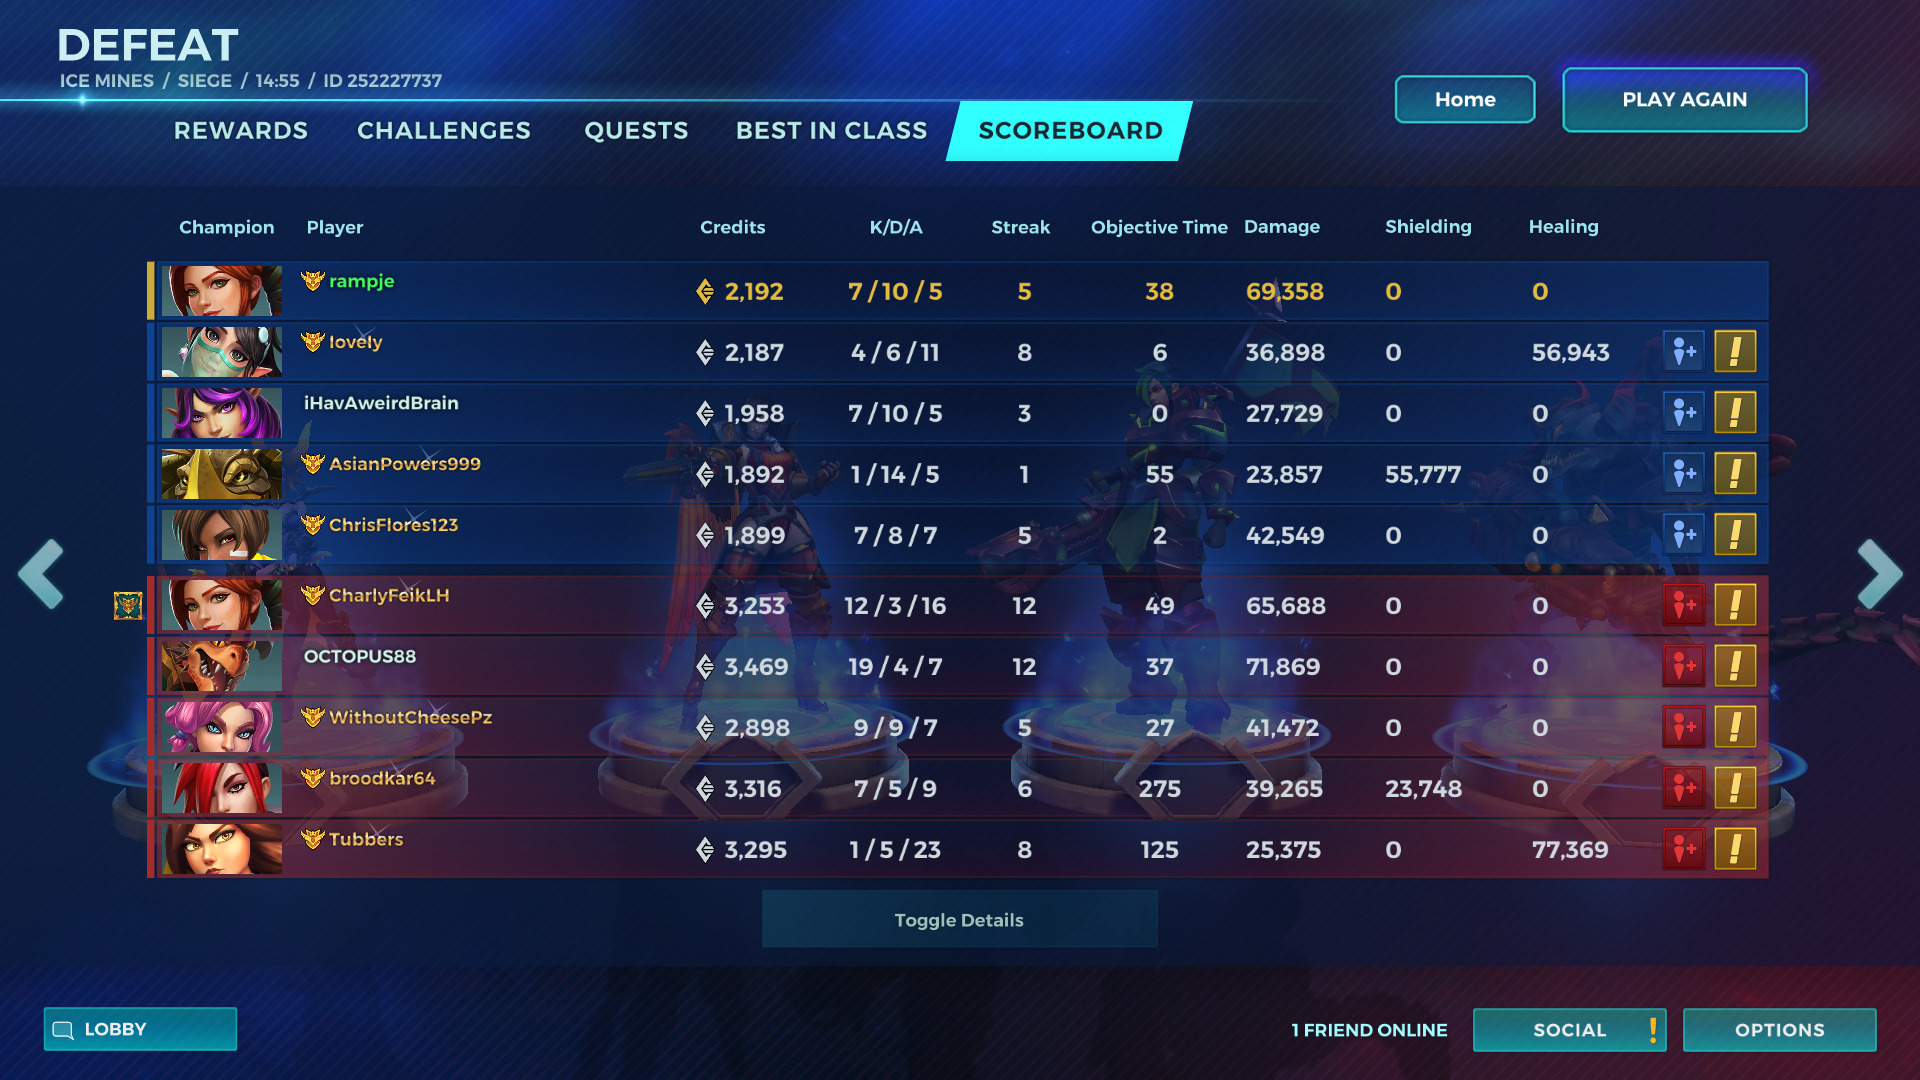 DEFEAT
ICE MINES / SIEGE / 14:55 / ID 252227737
Home
PLAY AGAIN
REWARDS CHALLENGES QUESTS BEST IN CLASS SCOREBOARD
Champion Player Credits K/D/A Streak Objective Time Damage Shielding Healing
rampje 2,192 7 / 10 / 5 5 38 69,358 0 0
lovely 2,187 4 / 6 / 11 8 6 36,898 0 56,943
iHavAweirdBrain 1,958 7 / 10 / 5 3 0 27,729 0 0
AsianPowers999 1,892 1 / 14 / 5 1 55 23,857 55,777 0
ChrisFlores123 1,899 7 / 8 / 7 5 2 42,549 0 0
CharlyFeikLH 3,253 12 / 3 / 16 12 49 65,688 0 0
OCTOPUS88 3,469 19 / 4 / 7 12 37 71,869 0 0
WithoutCheesePz 2,898 9 / 9 / 7 5 27 41,472 0 0
broodkar64 3,316 7 / 5 / 9 6 275 39,265 23,748 0
Tubbers 3,295 1 / 5 / 23 8 125 25,375 0 77,369
Toggle Details
LOBBY
1 FRIEND ONLINE
SOCIAL !
OPTIONS